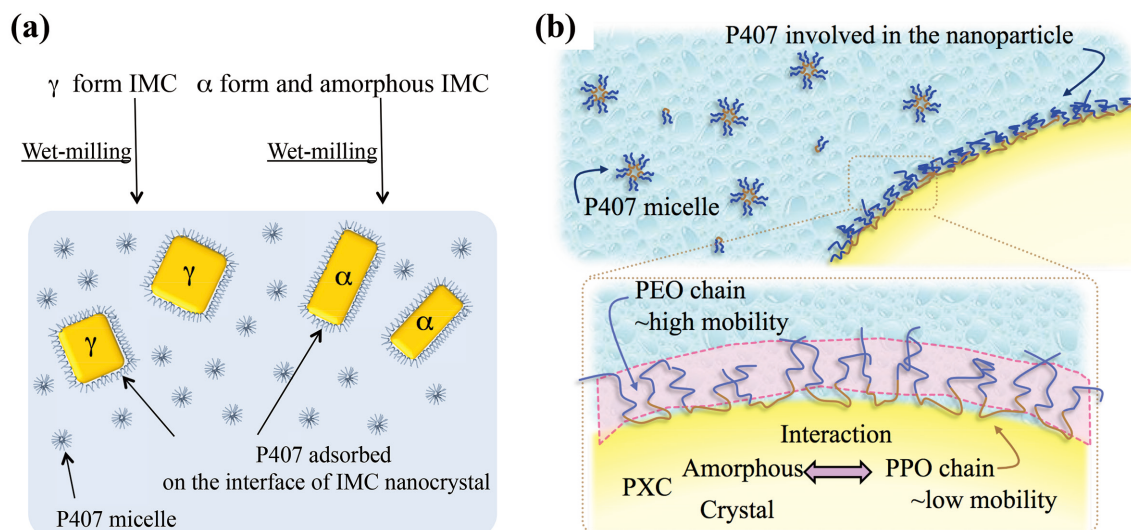 (a)
γ form IMC
α form and amorphous IMC
Wet-milling
Wet-milling
γ
γ
α
α
P407 adsorbed
on the interface of IMC nanocrystal
P407 micelle
(b)
P407 involved in the nanoparticle
P407 micelle
PEO chain
~high mobility
Interaction
PXC
Amorphous
Crystal
PPO chain
~low mobility